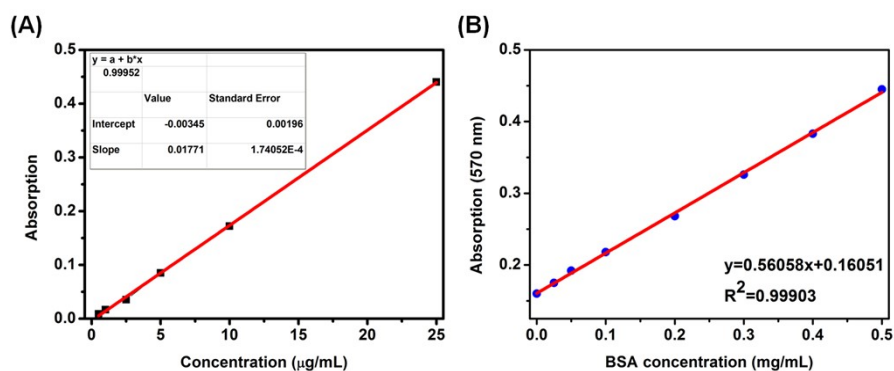 (A)
0.5
0.4
0.3
0.2
0.1
0.0
Absorption
y = a + b*x
0.99952
Value Standard Error
Intercept -0.00345 0.00196
Slope 0.01771 1.74052E-4
0 5 10 15 20 25
Concentration (μg/mL)
(B)
0.5
0.4
0.3
0.2
Absorption (570 nm)
y=0.56058x+0.16051
R²=0.99903
0.0 0.1 0.2 0.3 0.4 0.5
BSA concentration (mg/mL)